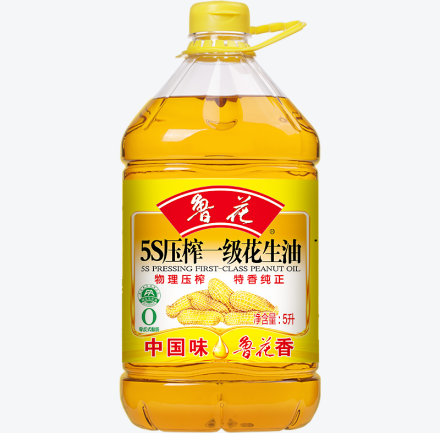 鲁花
®
5S压榨一级花生油
5S PRESSING FIRST-CLASS PEANUT OIL
物理压榨 特香纯正
0
净含量:5升
中国味 鲁花香